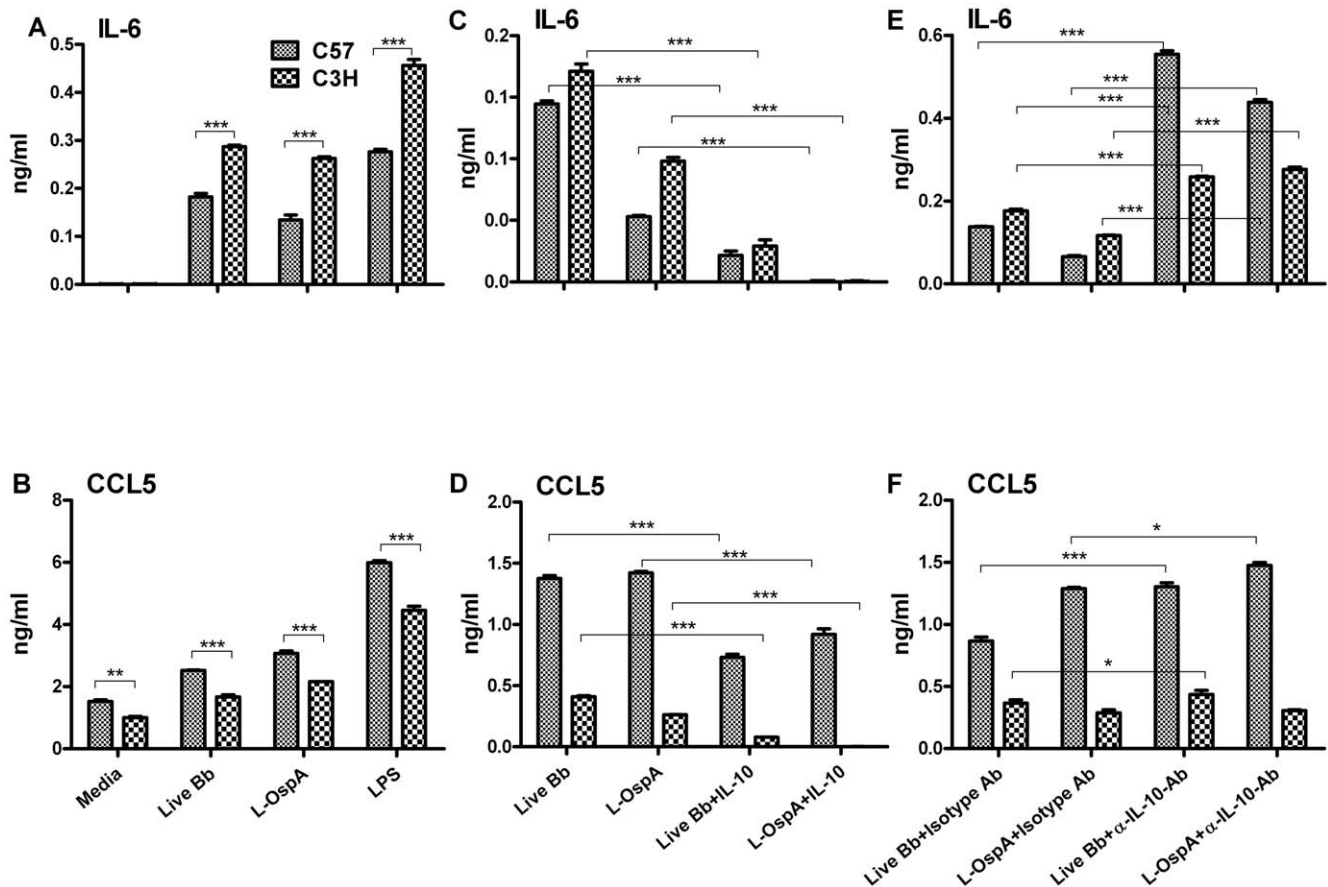 A IL-6
0.5
0.4
0.3
0.2
0.1
0.0
ng/ml
C57
C3H
***
***
***
C IL-6
0.2
0.1
0.1
0.0
0.0
ng/ml
***
***
***
***
E IL-6
0.6
0.4
0.2
0.0
ng/ml
***
***
***
***
***
***
B CCL5
8
6
4
2
0
ng/ml
**
***
***
***
Media
Live Bb
L-OspA
LPS
D CCL5
2.0
1.5
1.0
0.5
0.0
ng/ml
***
***
***
***
Live Bb
L-OspA
Live Bb+IL-10
L-OspA+IL-10
F CCL5
2.0
1.5
1.0
0.5
0.0
ng/ml
*
***
*
Live Bb+Isotype Ab
L-OspA+Isotype Ab
Live Bb+α-IL-10-Ab
L-OspA+α-IL-10-Ab